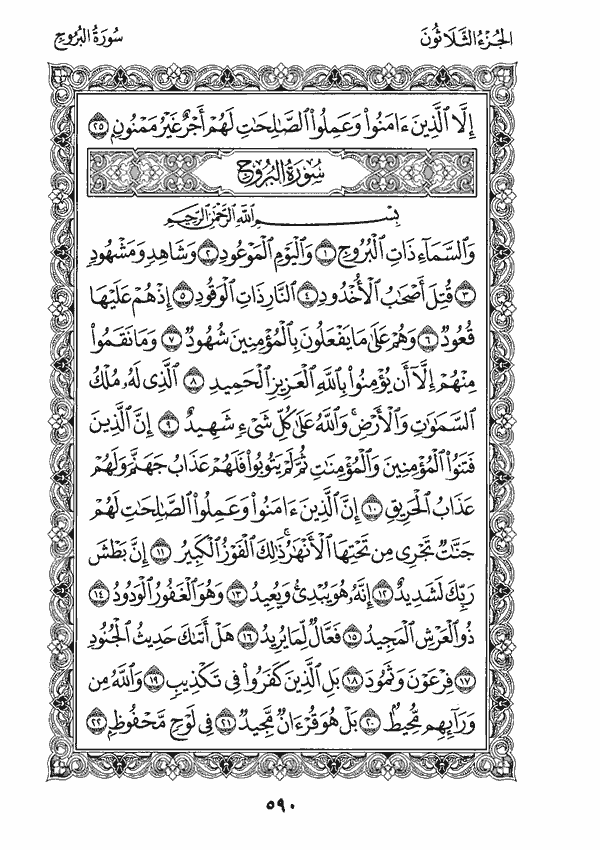 الجُزْءُ الثَّلَاثُونَ
سُورَةُ البُرُوجِ
إِلَّا ٱلَّذِينَ ءَامَنُوا۟ وَعَمِلُوا۟ ٱلصَّـٰلِحَـٰتِ لَهُمْ أَجْرٌ غَيْرُ مَمْنُونٍۭ ٢٥
سُورَةُ البُرُوجِ
بِسْمِ ٱللَّهِ ٱلرَّحْمَـٰنِ ٱلرَّحِيمِ
وَٱلسَّمَآءِ ذَاتِ ٱلْبُرُوجِ ١ وَٱلْيَوْمِ ٱلْمَوْعُودِ ٢ وَشَاهِدٍ وَمَشْهُودٍ
٣ قُتِلَ أَصْحَـٰبُ ٱلْأُخْدُودِ ٤ ٱلنَّارِ ذَاتِ ٱلْوَقُودِ ٥ إِذْ هُمْ عَلَيْهَا
قُعُودٌ ٦ وَهُمْ عَلَىٰ مَا يَفْعَلُونَ بِٱلْمُؤْمِنِينَ شُهُودٌ ٧ وَمَا نَقَمُوا۟
مِنْهُمْ إِلَّآ أَن يُؤْمِنُوا۟ بِٱللَّهِ ٱلْعَزِيزِ ٱلْحَمِيدِ ٨ ٱلَّذِى لَهُۥ مُلْكُ
ٱلسَّمَـٰوَٰتِ وَٱلْأَرْضِ ۚ وَٱللَّهُ عَلَىٰ كُلِّ شَىْءٍ شَهِيدٌ ٩ إِنَّ ٱلَّذِينَ
فَتَنُوا۟ ٱلْمُؤْمِنِينَ وَٱلْمُؤْمِنَـٰتِ ثُمَّ لَمْ يَتُوبُوا۟ فَلَهُمْ عَذَابُ جَهَنَّمَ وَلَهُمْ
عَذَابُ ٱلْحَرِيقِ ١٠ إِنَّ ٱلَّذِينَ ءَامَنُوا۟ وَعَمِلُوا۟ ٱلصَّـٰلِحَـٰتِ لَهُمْ
جَنَّـٰتٌ تَجْرِى مِن تَحْتِهَا ٱلْأَنْهَـٰرُ ۚ ذَٰلِكَ ٱلْفَوْزُ ٱلْكَبِيرُ ١١ إِنَّ بَطْشَ
رَبِّكَ لَشَدِيدٌ ١٢ إِنَّهُۥ هُوَ يُبْدِئُ وَيُعِيدُ ١٣ وَهُوَ ٱلْغَفُورُ ٱلْوَدُودُ ١٤
ذُو ٱلْعَرْشِ ٱلْمَجِيدُ ١٥ فَعَّالٌ لِّمَا يُرِيدُ ١٦ هَلْ أَتَىٰكَ حَدِيثُ ٱلْجُنُودِ
١٧ فِرْعَوْنَ وَثَمُودَ ١٨ بَلِ ٱلَّذِينَ كَفَرُوا۟ فِى تَكْذِيبٍ ١٩ وَٱللَّهُ مِن
وَرَآئِهِم مُّحِيطٌۢ ٢٠ بَلْ هُوَ قُرْءَانٌ مَّجِيدٌ ٢١ فِى لَوْحٍ مَّحْفُوظٍۭ ٢٢
٥٩٠